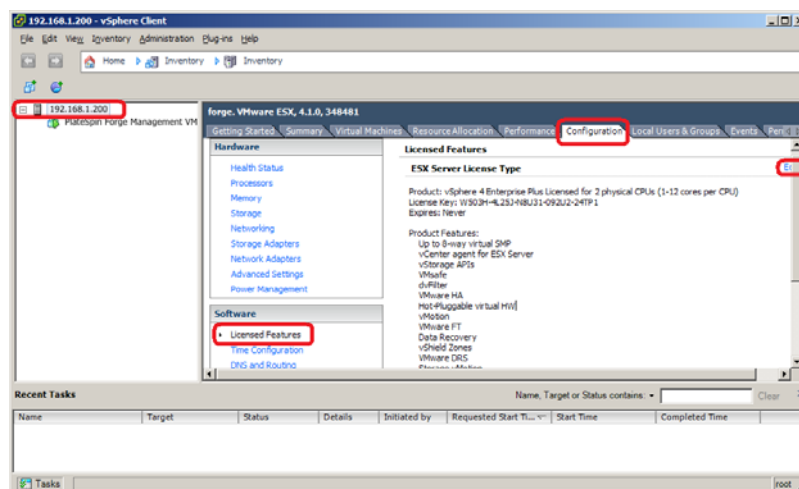 192.168.1.200 - vSphere Client
File Edit View Inventory Administration Plug-ins Help
Home Inventory Inventory
192.168.1.200
PlateSpin Forge Management VM
forge. VMware ESX, 4.1.0, 348481
Getting Started Summary Virtual Machines Resource Allocation Performance Configuration Local Users & Groups Events
Hardware
Health Status
Processors
Memory
Storage
Networking
Storage Adapters
Network Adapters
Advanced Settings
Power Management
Software
Licensed Features
Time Configuration
DNS and Routing
Licensed Features
ESX Server License Type
Product: vSphere 4 Enterprise Plus Licensed for 2 physical CPUs (1-12 cores per CPU)
License Key:
Expires: Never
Product Features:
Up to 8-way virtual SMP
vCenter agent for ESX Server
vStorage APIs
VMsafe
dvFilter
VMware HA
Hot-Pluggable virtual HW
vMotion
VMware FT
Data Recovery
vShield Zones
VMware DRS
Storage vMotion
Recent Tasks
Name, Target or Status contains:
Clear
Name Target Status Details Initiated by Requested Start Ti... Start Time Completed Time
Tasks
root